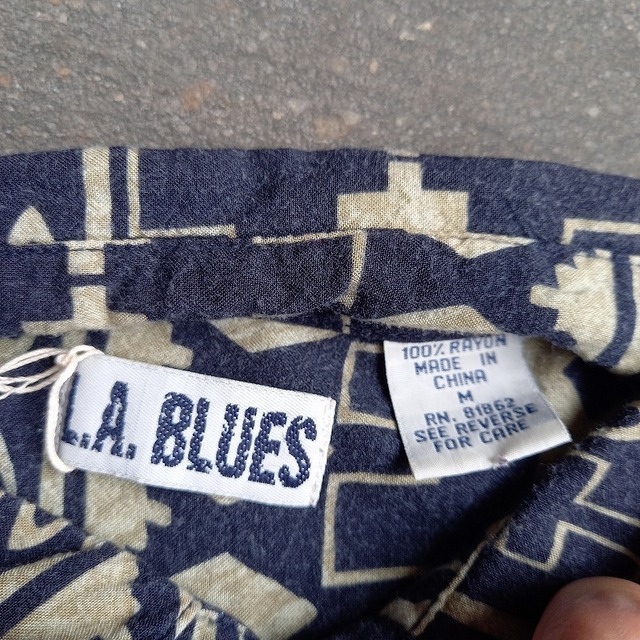 L.A. BLUES
100% RAYON
MADE IN
CHINA
M
RN. 81862
SEE REVERSE
FOR CARE